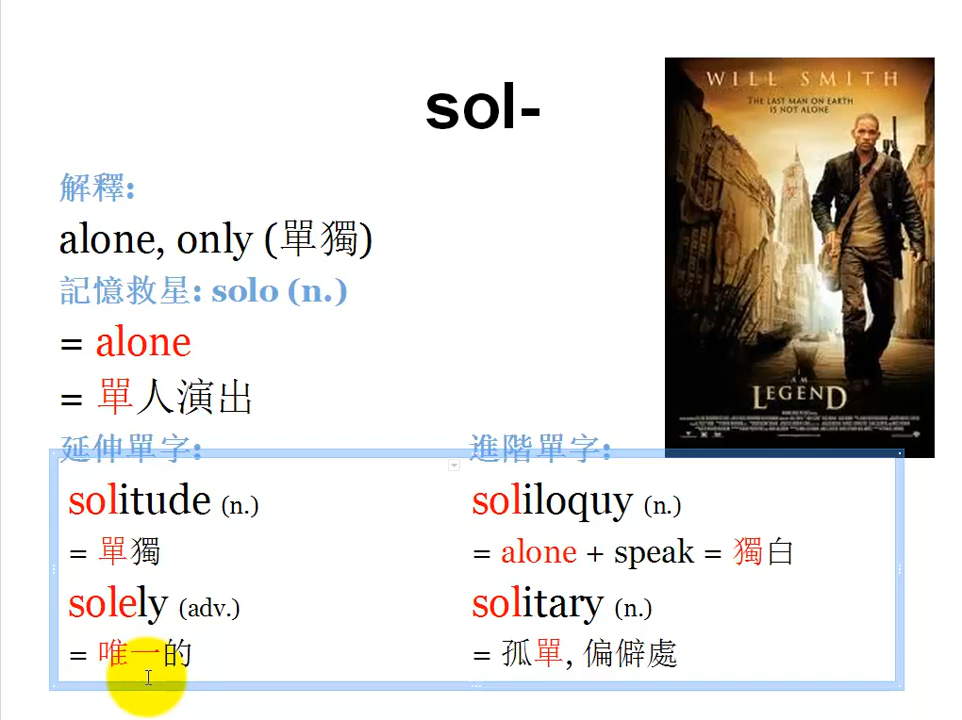 sol-
解釋:
alone, only (單獨)
記憶救星: solo (n.)
= alone
= 單人演出
延伸單字:
solitude (n.)
= 單獨
solely (adv.)
= 唯一的
進階單字:
soliloquy (n.)
= alone + speak = 獨白
solitary (n.)
= 孤單, 偏僻處
WILL SMITH
THE LAST MAN ON EARTH
IS NOT ALONE
I AM
LEGEND